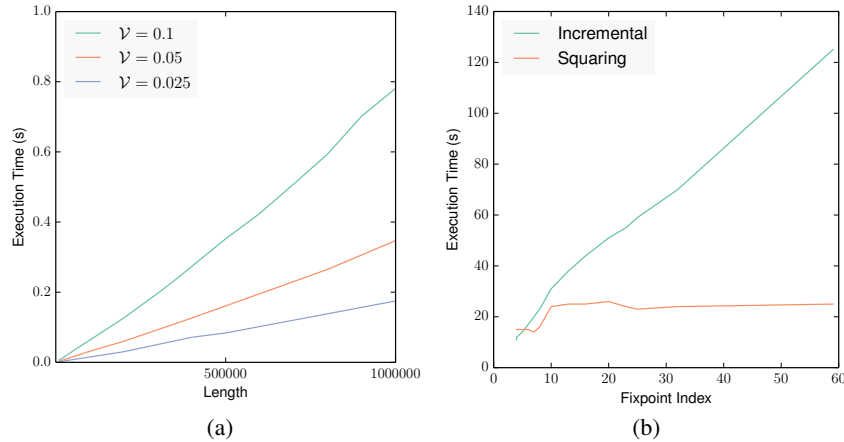 1.0
0.8
0.6
0.4
0.2
0.0
Execution Time (s)
𝒱 = 0.1
𝒱 = 0.05
𝒱 = 0.025
500000
1000000
Length
(a)
140
120
100
80
60
40
20
0
Execution Time (s)
Incremental
Squaring
0
10
20
30
40
50
60
Fixpoint Index
(b)